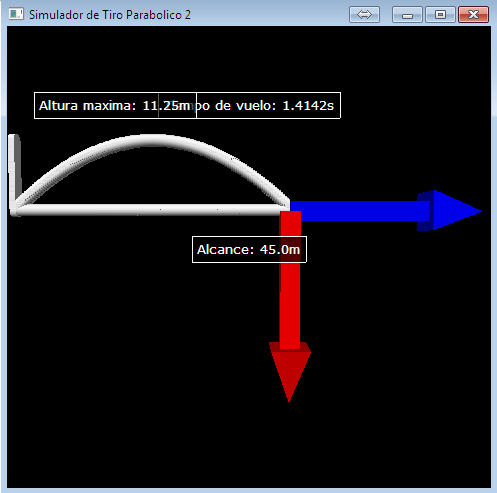 Simulador de Tiro Parabolico 2
Altura maxima: 11.25m
po de vuelo: 1.4142s
Alcance: 45.0m